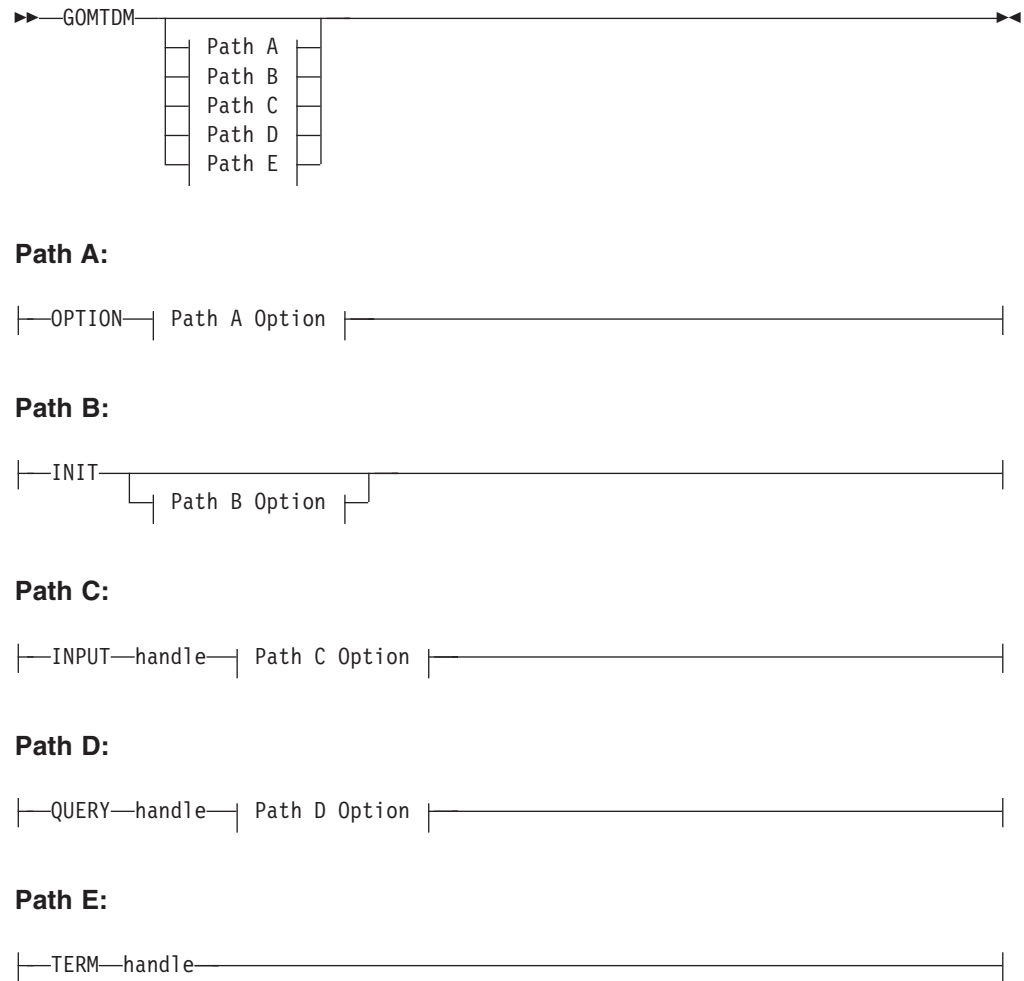 GOMTDM
Path A
Path B
Path C
Path D
Path E
Path A:
OPTION Path A Option
Path B:
INIT
Path B Option
Path C:
INPUT handle Path C Option
Path D:
QUERY handle Path D Option
Path E:
TERM handle